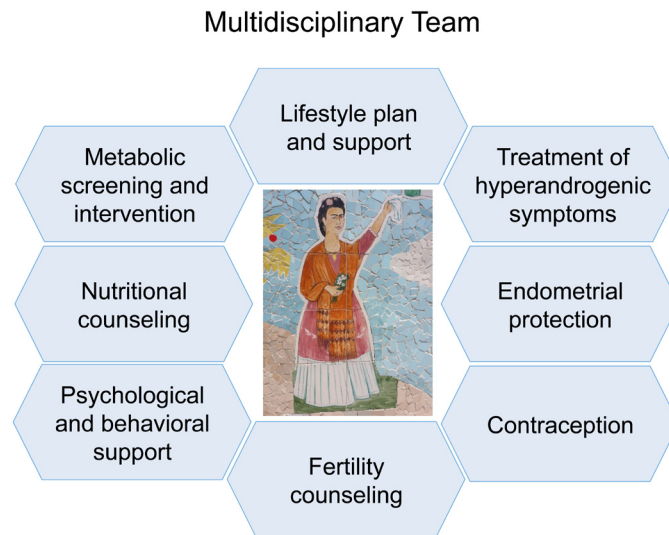 Multidisciplinary Team
Lifestyle plan
and support
Metabolic
screening and
intervention
Treatment of
hyperandrogenic
symptoms
Nutritional
counseling
Endometrial
protection
Psychological
and behavioral
support
Contraception
Fertility
counseling